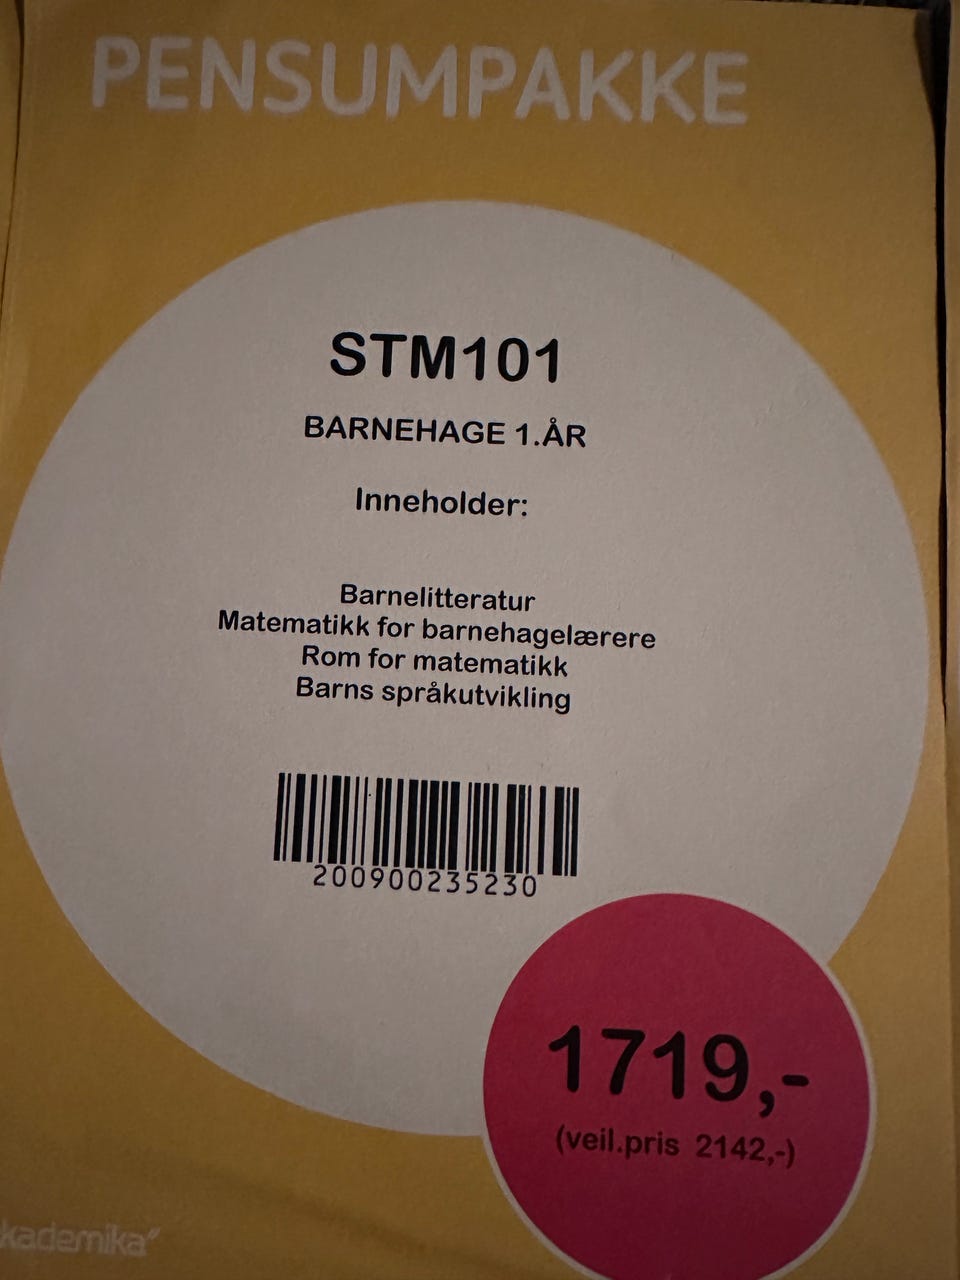 PENSUMPAKKE
STM101
BARNEHAGE 1.ÅR
Inneholder:
Barnelitteratur
Matematikk for barnehagelærere
Rom for matematikk
Barns språkutvikling
200900235230
1719,-
(veil.pris 2142,-)
kademika